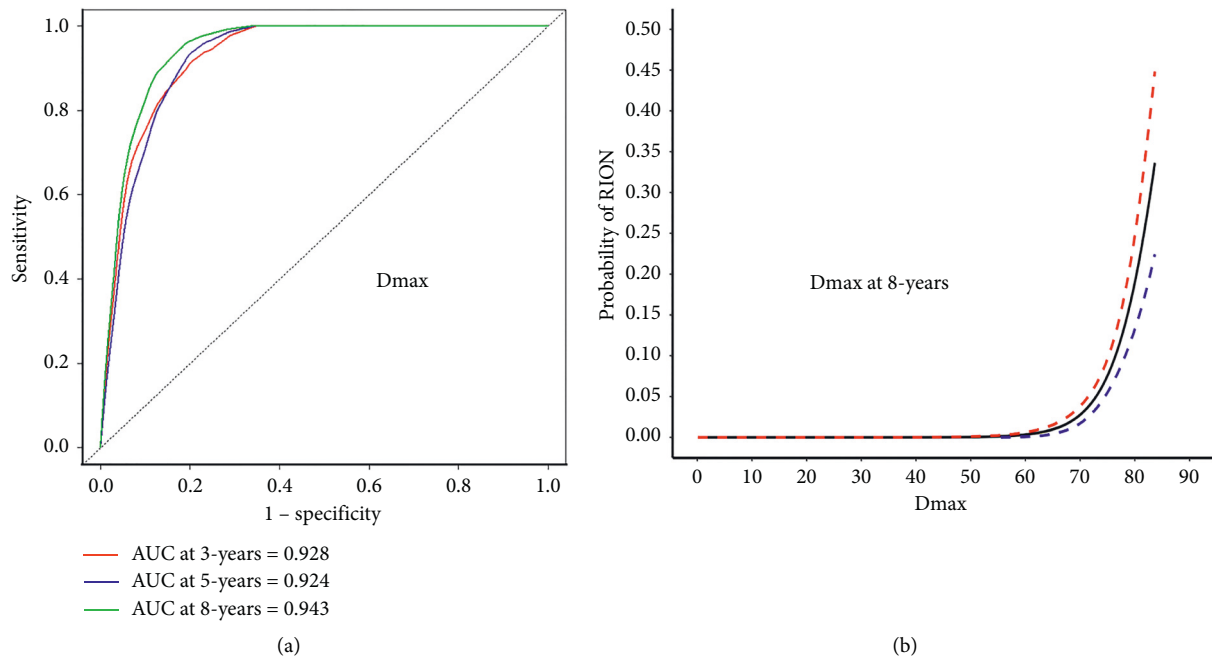 1.0
0.8
0.6
0.4
0.2
0.0
Sensitivity
Dmax
0.0 0.2 0.4 0.6 0.8 1.0
1 – specificity
AUC at 3-years = 0.928
AUC at 5-years = 0.924
AUC at 8-years = 0.943
(a)
0.50
0.45
0.40
0.35
0.30
0.25
0.20
0.15
0.10
0.05
0.00
Probability of RION
Dmax at 8-years
0 10 20 30 40 50 60 70 80 90
Dmax
(b)